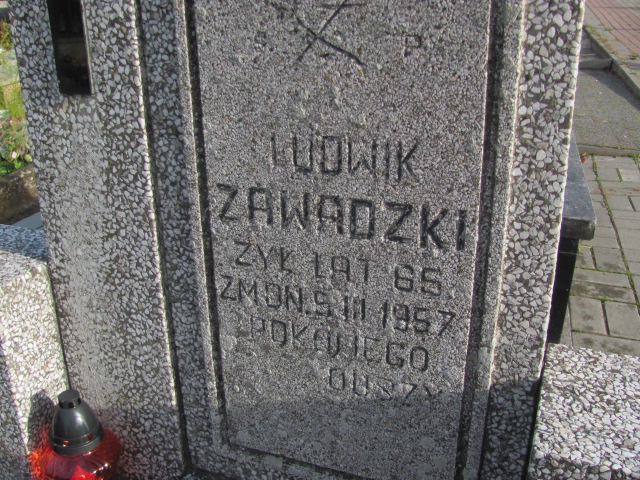 Ś P
LUDWIK
ZAWADZKI
ŻYŁ LAT 65
ZM DN. 5 III 1957
POKÓJ JEGO
DUSZY